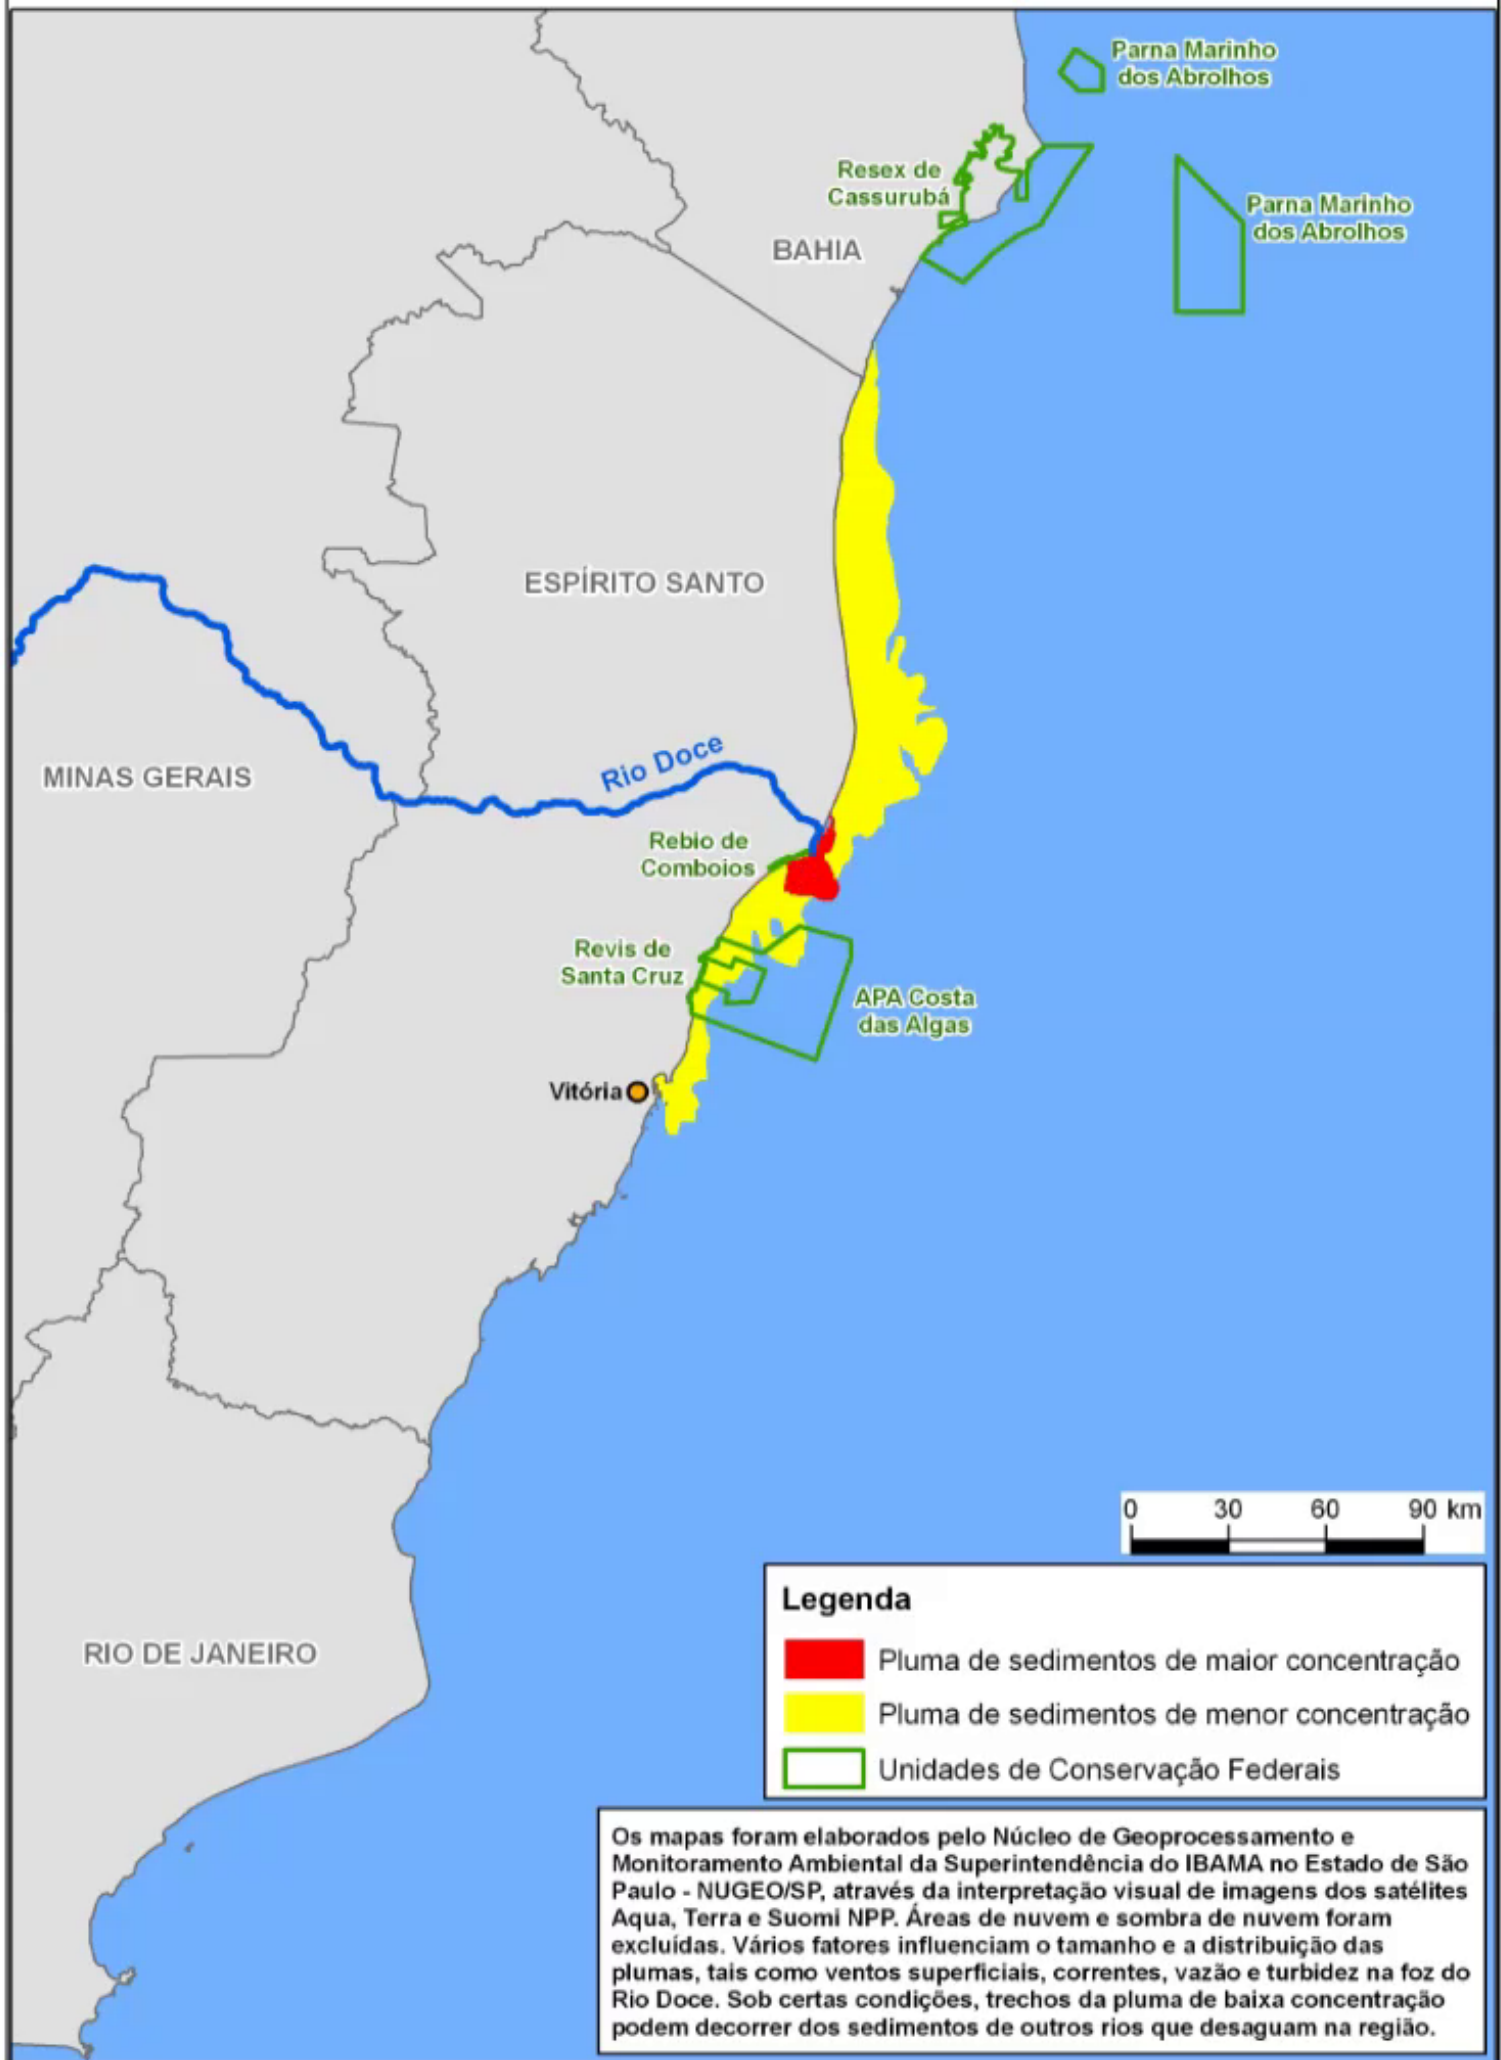 Parna Marinho
dos Abrolhos
Resex de
Cassurubá
Parna Marinho
dos Abrolhos
BAHIA
ESPÍRITO SANTO
Rio Doce
MINAS GERAIS
Rebio de
Comboios
Revis de
Santa Cruz
APA Costa
das Algas
Vitória
RIO DE JANEIRO
0 30 60 90 km
Legenda
Pluma de sedimentos de maior concentração
Pluma de sedimentos de menor concentração
Unidades de Conservação Federais
Os mapas foram elaborados pelo Núcleo de Geoprocessamento e
Monitoramento Ambiental da Superintendência do IBAMA no Estado de São
Paulo - NUGEO/SP, através da interpretação visual de imagens dos satélites
Aqua, Terra e Suomi NPP. Áreas de nuvem e sombra de nuvem foram
excluídas. Vários fatores influenciam o tamanho e a distribuição das
plumas, tais como ventos superficiais, correntes, vazão e turbidez na foz do
Rio Doce. Sob certas condições, trechos da pluma de baixa concentração
podem decorrer dos sedimentos de outros rios que desaguam na região.